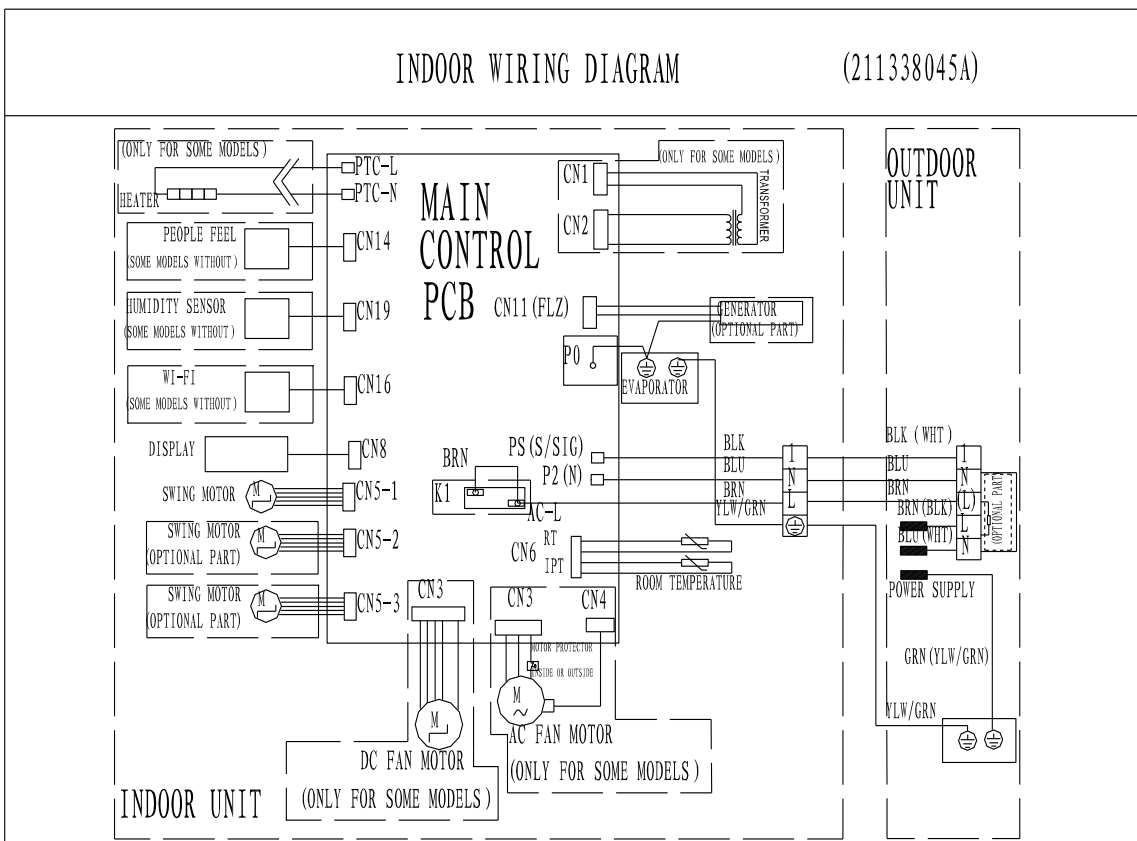 INDOOR WIRING DIAGRAM (211338045A)
(ONLY FOR SOME MODELS)
HEATER
PTC-L
PTC-N
PEOPLE FEEL
(SOME MODELS WITHOUT)
CN14
HUMIDITY SENSOR
(SOME MODELS WITHOUT)
CN19
WI-FI
(SOME MODELS WITHOUT)
CN16
DISPLAY
CN8
SWING MOTOR
M
CN5-1
SWING MOTOR
(OPTIONAL PART)
M
CN5-2
SWING MOTOR
(OPTIONAL PART)
M
CN5-3
MAIN
CONTROL
PCB
(ONLY FOR SOME MODELS)
CN1
CN2
TRANSFORMER
CN11(FLZ)
GENERATOR
(OPTIONAL PART)
P0
EVAPORATOR
PS(S/SIG)
P2(N)
BRN
K1
AC-L
BLK
BLU
BRN
YLW/GRN
1
N
L
CN6
RT
IPT
ROOM TEMPERATURE
CN3
M
DC FAN MOTOR
(ONLY FOR SOME MODELS)
CN3
CN4
MOTOR PROTECTOR
INSIDE OR OUTSIDE
M
~
AC FAN MOTOR
(ONLY FOR SOME MODELS)
INDOOR UNIT
OUTDOOR
UNIT
BLK(WHT)
BLU
BRN
BRN(BLK)
BLU(WHT)
1
N
(L)
L
N
(OPTIONAL PART)
POWER SUPPLY
GRN(YLW/GRN)
YLW/GRN